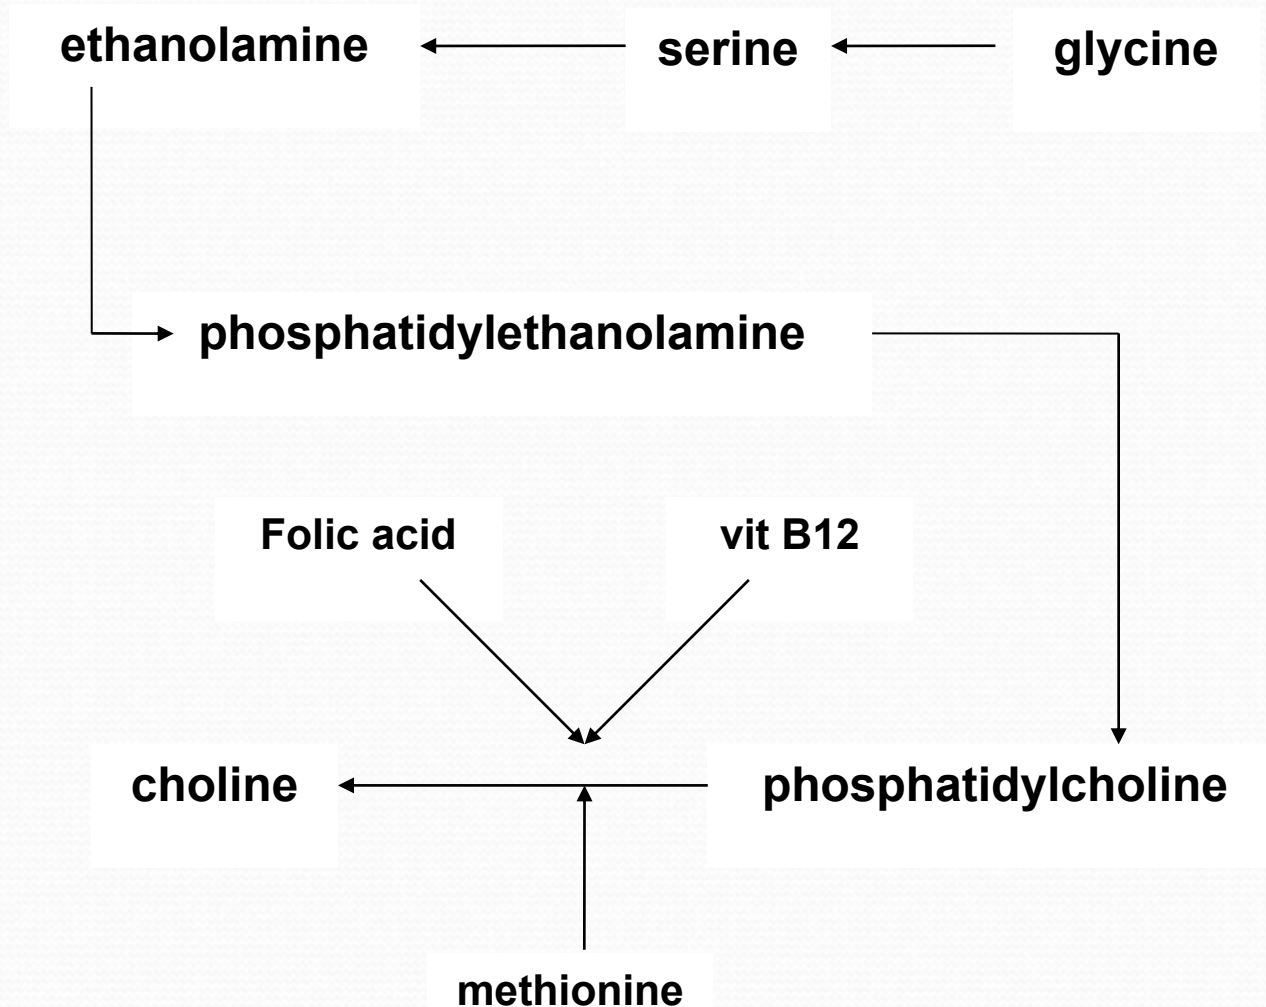 ethanolamine
serine
glycine
phosphatidylethanolamine
Folic acid
vit B12
choline
phosphatidylcholine
methionine